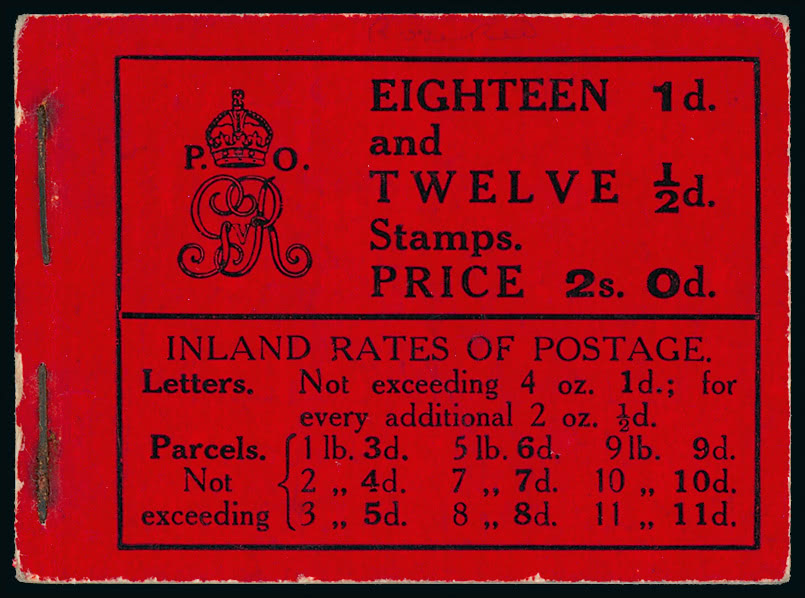 P. O.
GvR
EIGHTEEN 1d.
and
TWELVE ½d.
Stamps.
PRICE 2s. 0d.
INLAND RATES OF POSTAGE.
Letters. Not exceeding 4 oz. 1d.; for
every additional 2 oz. ½d.
Parcels. 1 lb. 3d. 5 lb. 6d. 9 lb. 9d.
Not 2 „ 4d. 7 „ 7d. 10 „ 10d.
exceeding 3 „ 5d. 8 „ 8d. 11 „ 11d.